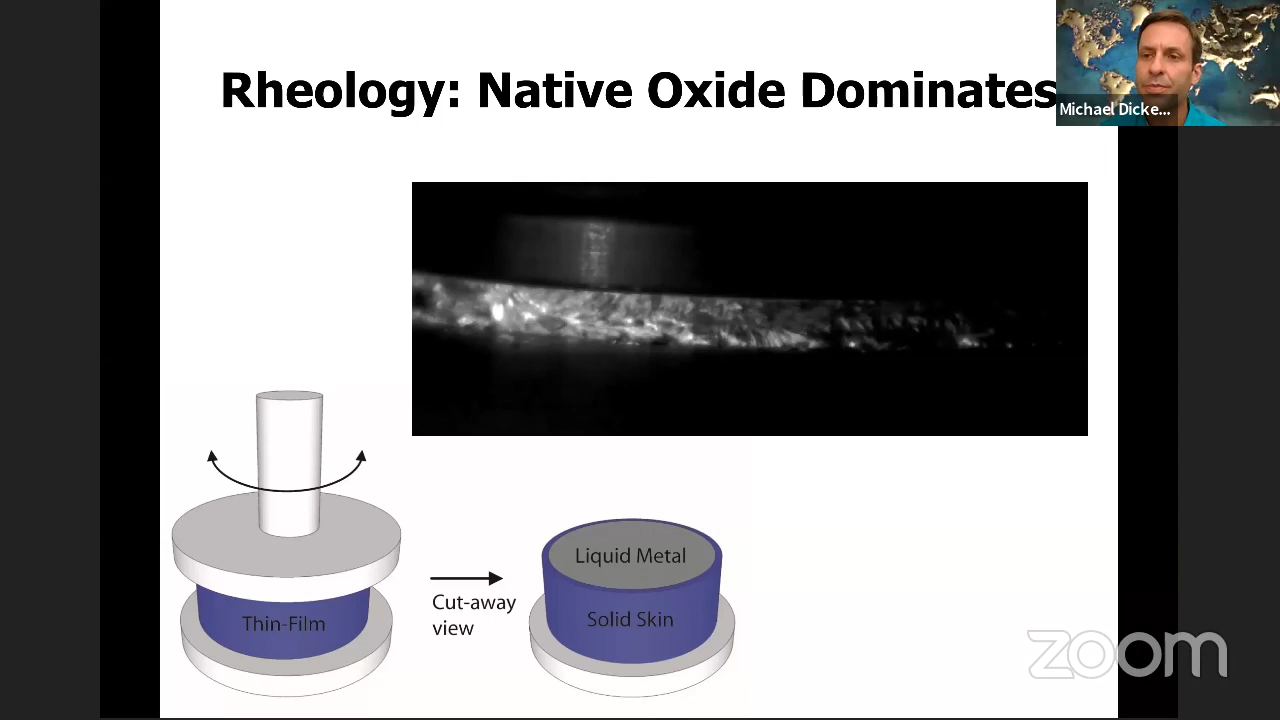 Rheology: Native Oxide Dominates
Michael Dicke...
Thin-Film
Cut-away
view
Liquid Metal
Solid Skin
zoom